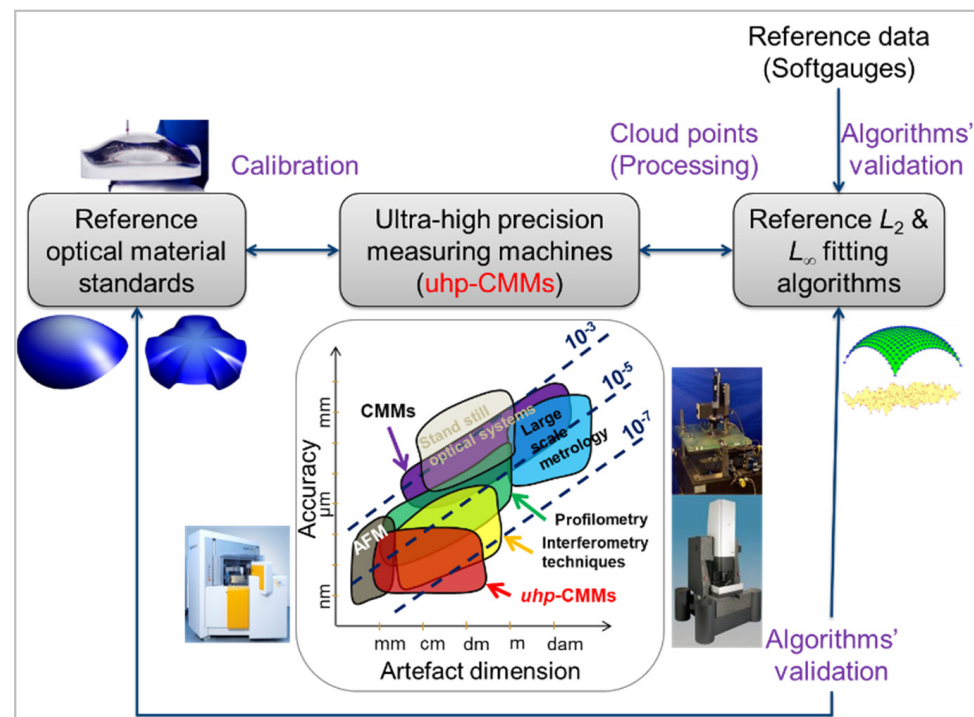 Reference data
(Softgauges)
Calibration
Cloud points
(Processing)
Algorithms'
validation
Reference
optical material
standards
Ultra-high precision
measuring machines
(uhp-CMMs)
Reference L₂ &
L∞ fitting
algorithms
10⁻³
10⁻⁵
10⁻⁷
CMMs
Stand still
optical systems
Large
scale
metrology
AFM
Profilometry
Interferometry
techniques
uhp-CMMs
Accuracy
mm
µm
nm
mm cm dm m dam
Artefact dimension
Algorithms'
validation